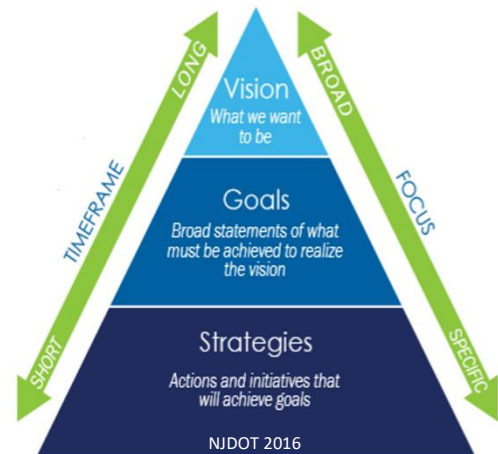 LONG
BROAD
Vision
What we want
to be
TIMEFRAME
FOCUS
Goals
Broad statements of what
must be achieved to realize
the vision
SHORT
SPECIFIC
Strategies
Actions and initiatives that
will achieve goals
NJDOT 2016